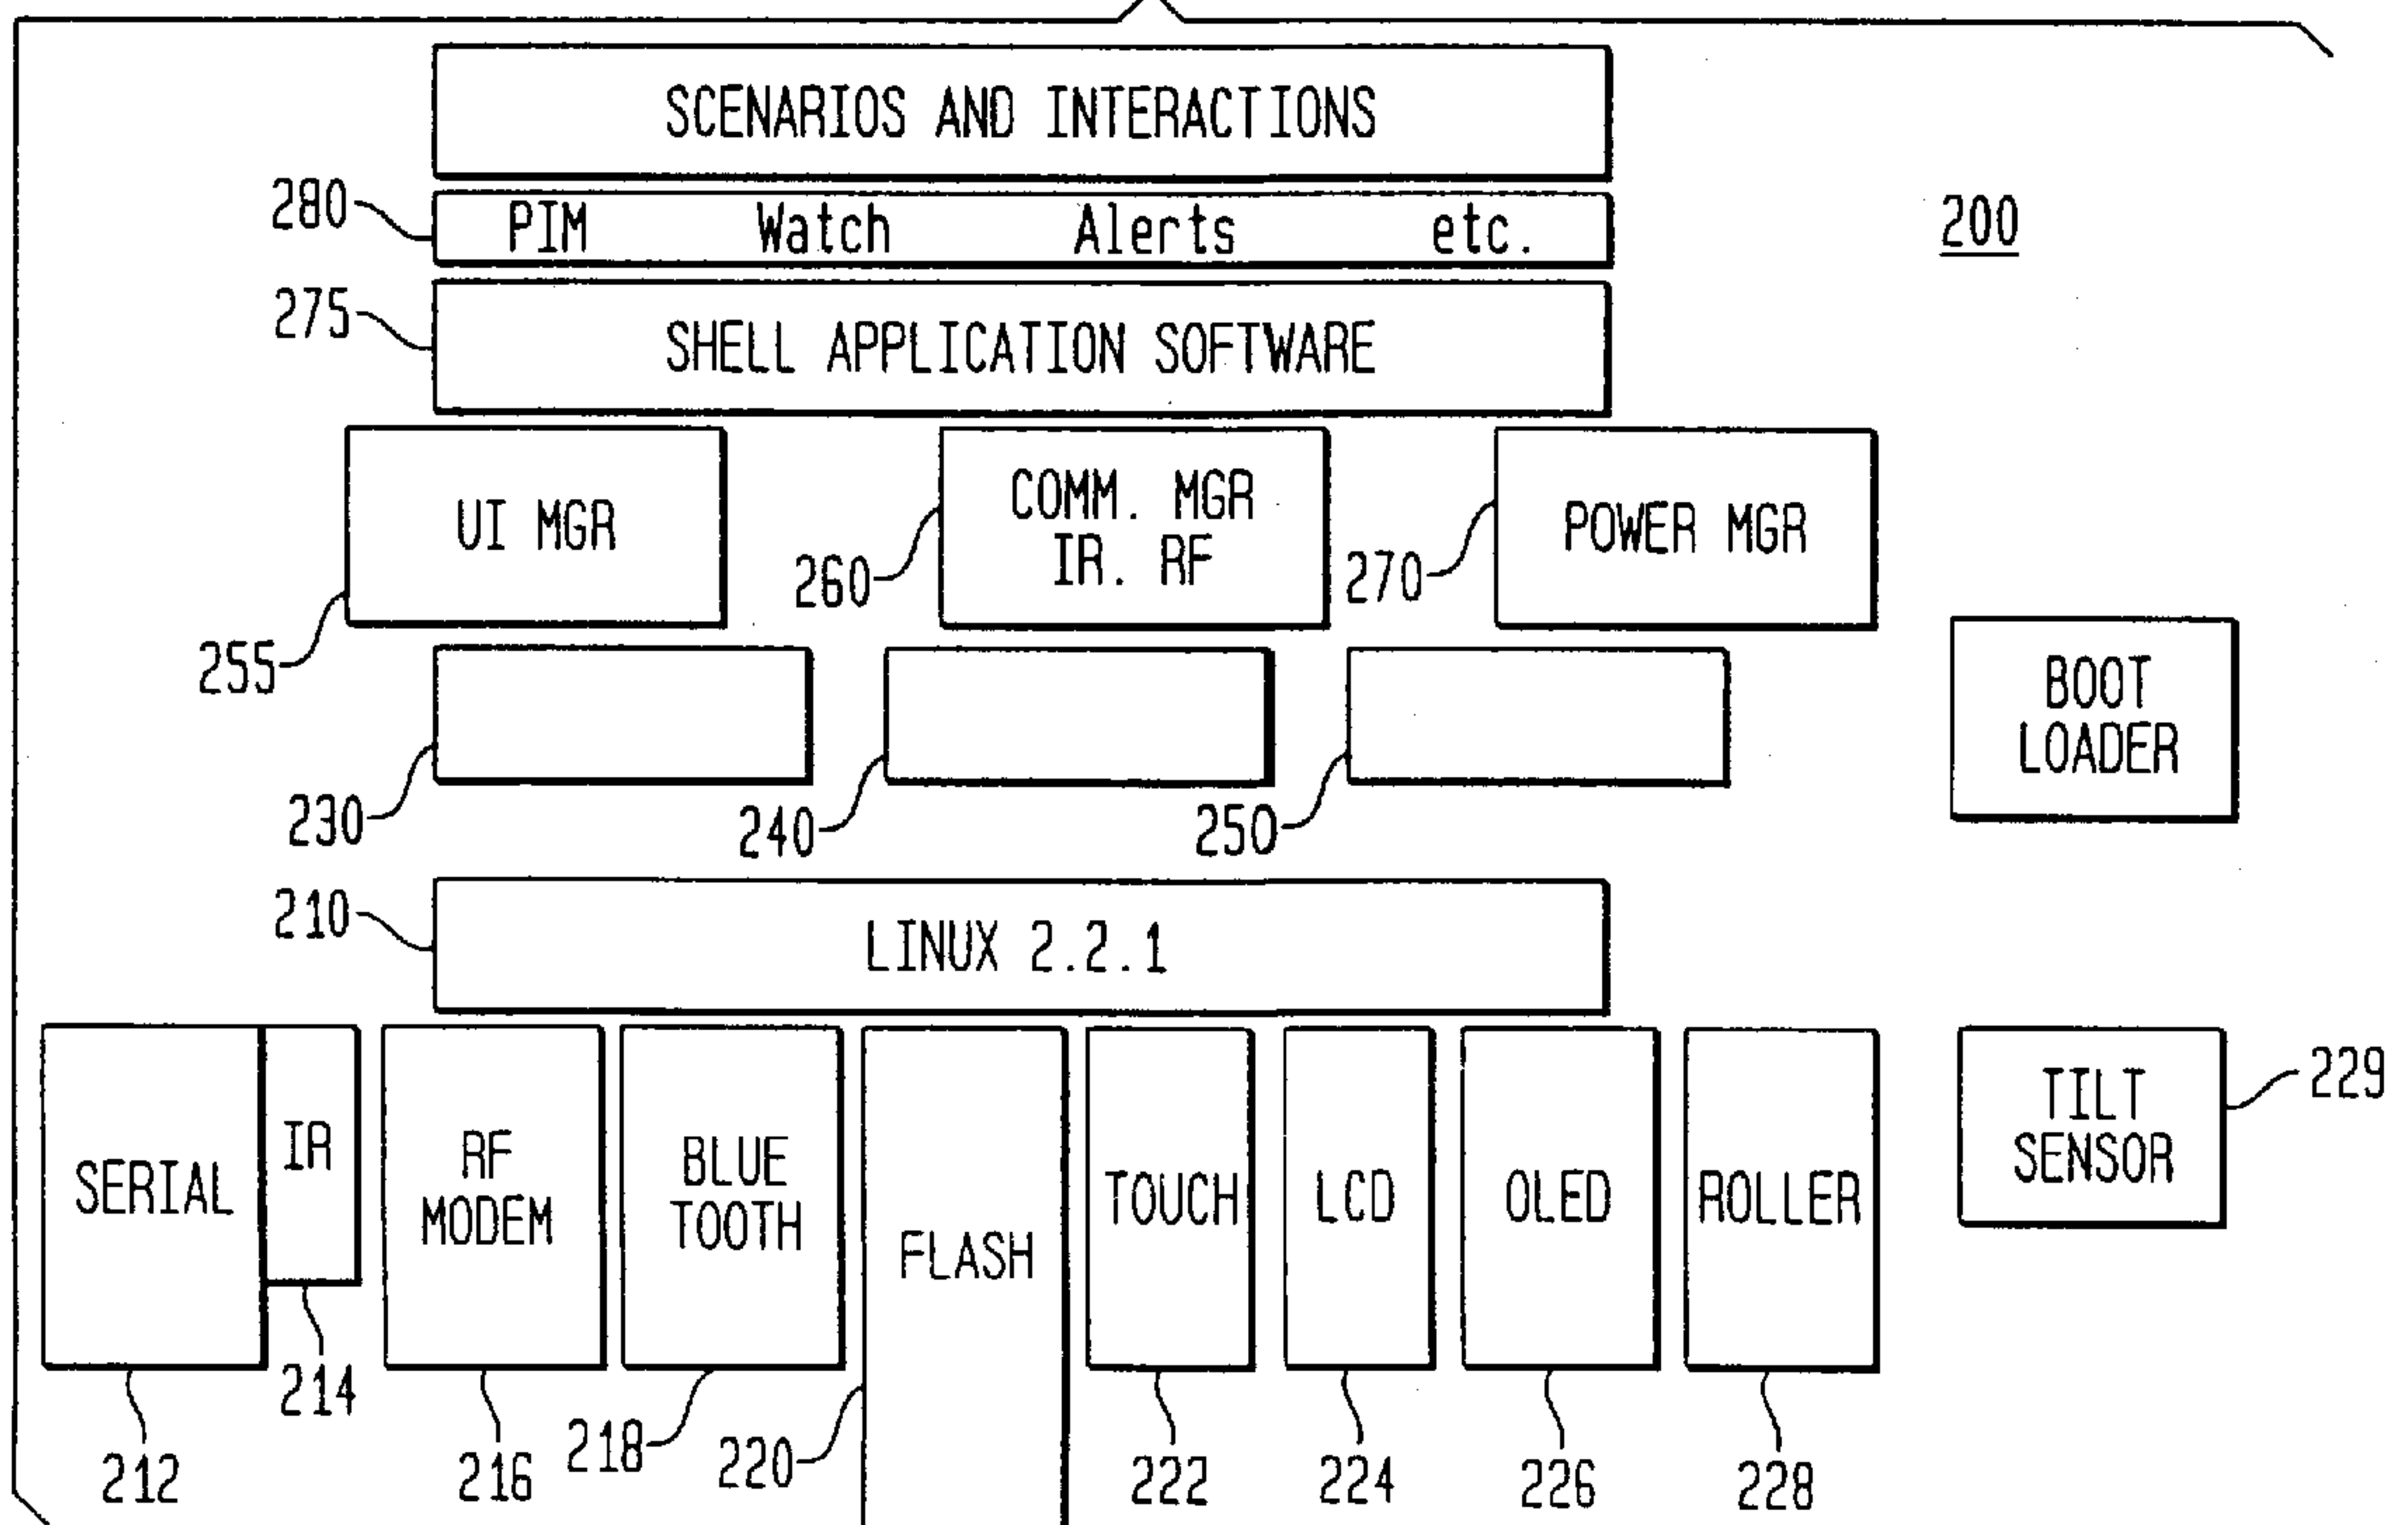 SCENARIOS AND INTERACTIONS
280
PIM Watch Alerts etc.
200
275
SHELL APPLICATION SOFTWARE
UI MGR
COMM. MGR
IR. RF
POWER MGR
260
270
255
BOOT
LOADER
230
240
250
210
LINUX 2.2.1
SERIAL
IR
RF
MODEM
BLUE
TOOTH
FLASH
TOUCH
LCD
OLED
ROLLER
TILT
SENSOR
229
212
214
216
218
220
222
224
226
228